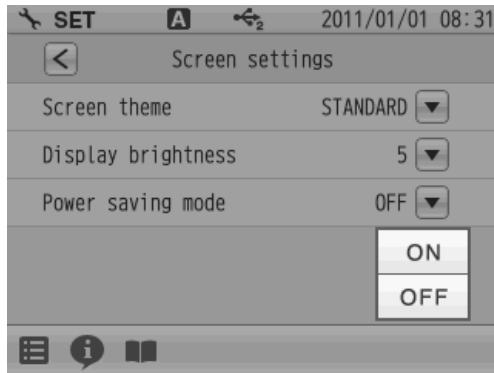 SET A 2 2011/01/01 08:31
< Screen settings
Screen theme STANDARD
Display brightness 5
Power saving mode OFF
ON
OFF